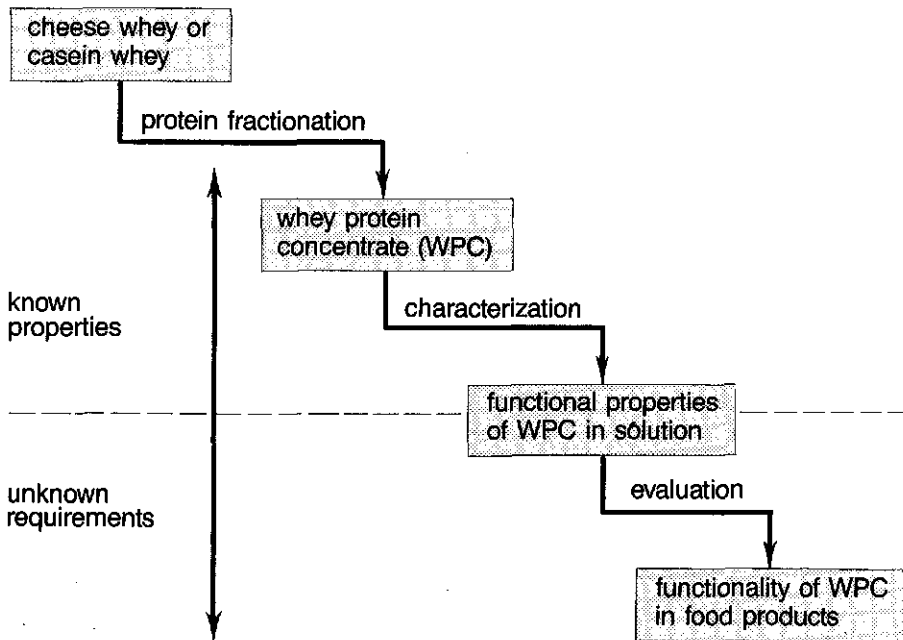 cheese whey or
casein whey
protein fractionation
whey protein
concentrate (WPC)
characterization
known
properties
functional properties
of WPC in solution
unknown
requirements
evaluation
functionality of WPC
in food products